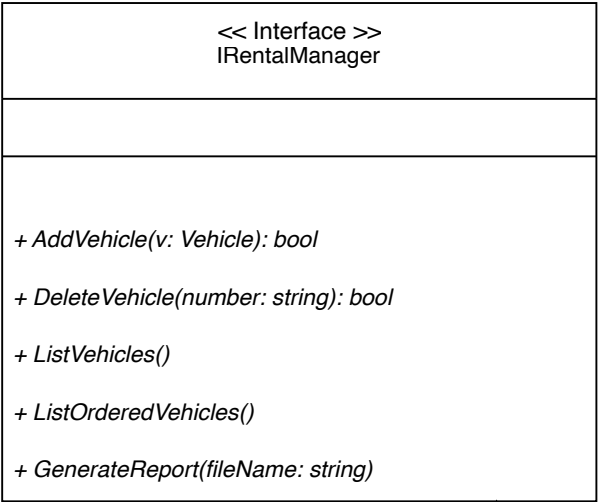 << Interface >>
IRentalManager
+ AddVehicle(v: Vehicle): bool
+ DeleteVehicle(number: string): bool
+ ListVehicles()
+ ListOrderedVehicles()
+ GenerateReport(fileName: string)